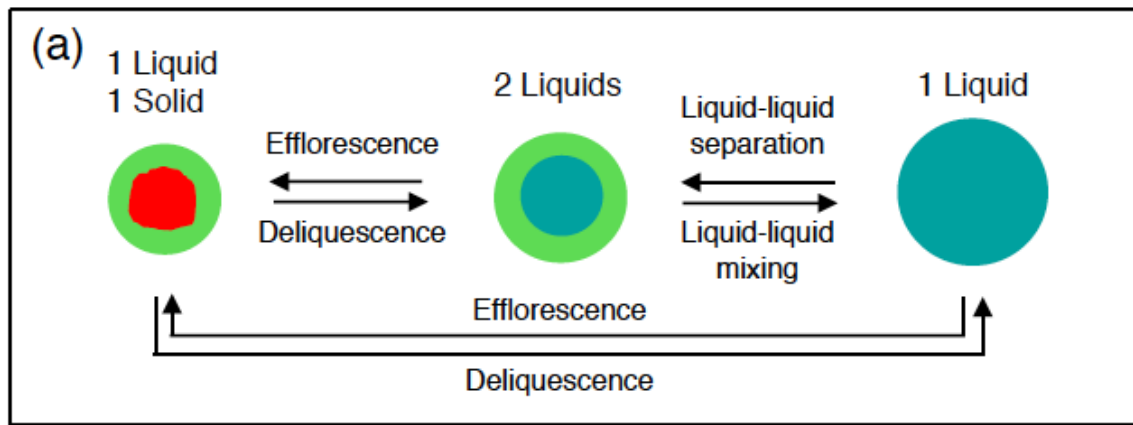 (a)
1 Liquid
1 Solid
Efflorescence
Deliquescence
2 Liquids
Liquid-liquid
separation
Liquid-liquid
mixing
1 Liquid
Efflorescence
Deliquescence